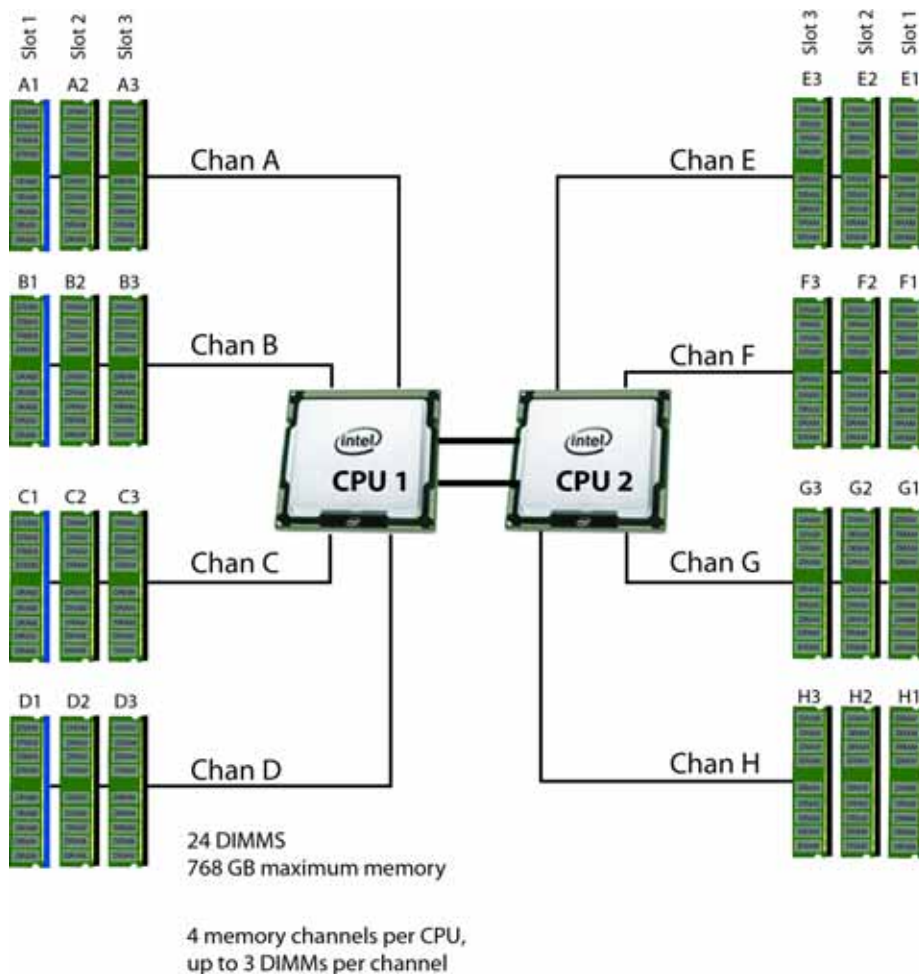 Slot 1 Slot 2 Slot 3
Slot 3 Slot 2 Slot 1
A1 A2 A3
E3 E2 E1
Chan A
Chan E
B1 B2 B3
F3 F2 F1
Chan B
Chan F
intel
CPU 1
intel
CPU 2
C1 C2 C3
G3 G2 G1
Chan C
Chan G
D1 D2 D3
H3 H2 H1
Chan D
Chan H
24 DIMMS
768 GB maximum memory
4 memory channels per CPU,
up to 3 DIMMs per channel